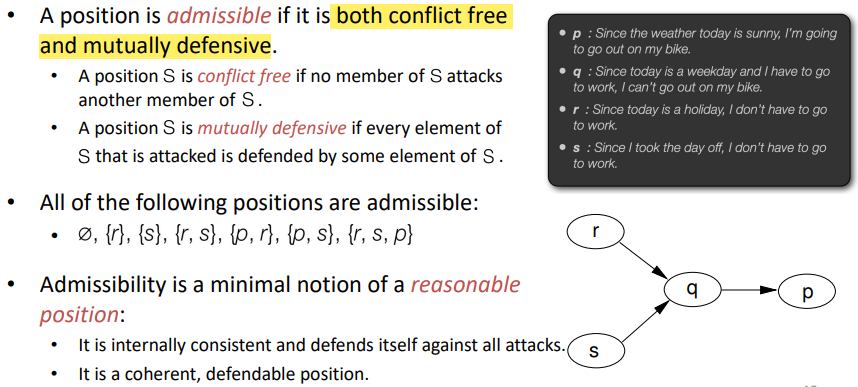 • A position is admissible if it is both conflict free
and mutually defensive.
• A position S is conflict free if no member of S attacks
another member of S .
• A position S is mutually defensive if every element of
S that is attacked is defended by some element of S .
• All of the following positions are admissible:
• ∅, {r}, {s}, {r, s}, {p, r}, {p, s}, {r, s, p}
• Admissibility is a minimal notion of a reasonable
position:
• It is internally consistent and defends itself against all attacks.
• It is a coherent, defendable position.
• p : Since the weather today is sunny, I'm going
to go out on my bike.
• q : Since today is a weekday and I have to go
to work, I can't go out on my bike.
• r : Since today is a holiday, I don't have to go
to work.
• s : Since I took the day off, I don't have to go
to work.
r
q
p
s